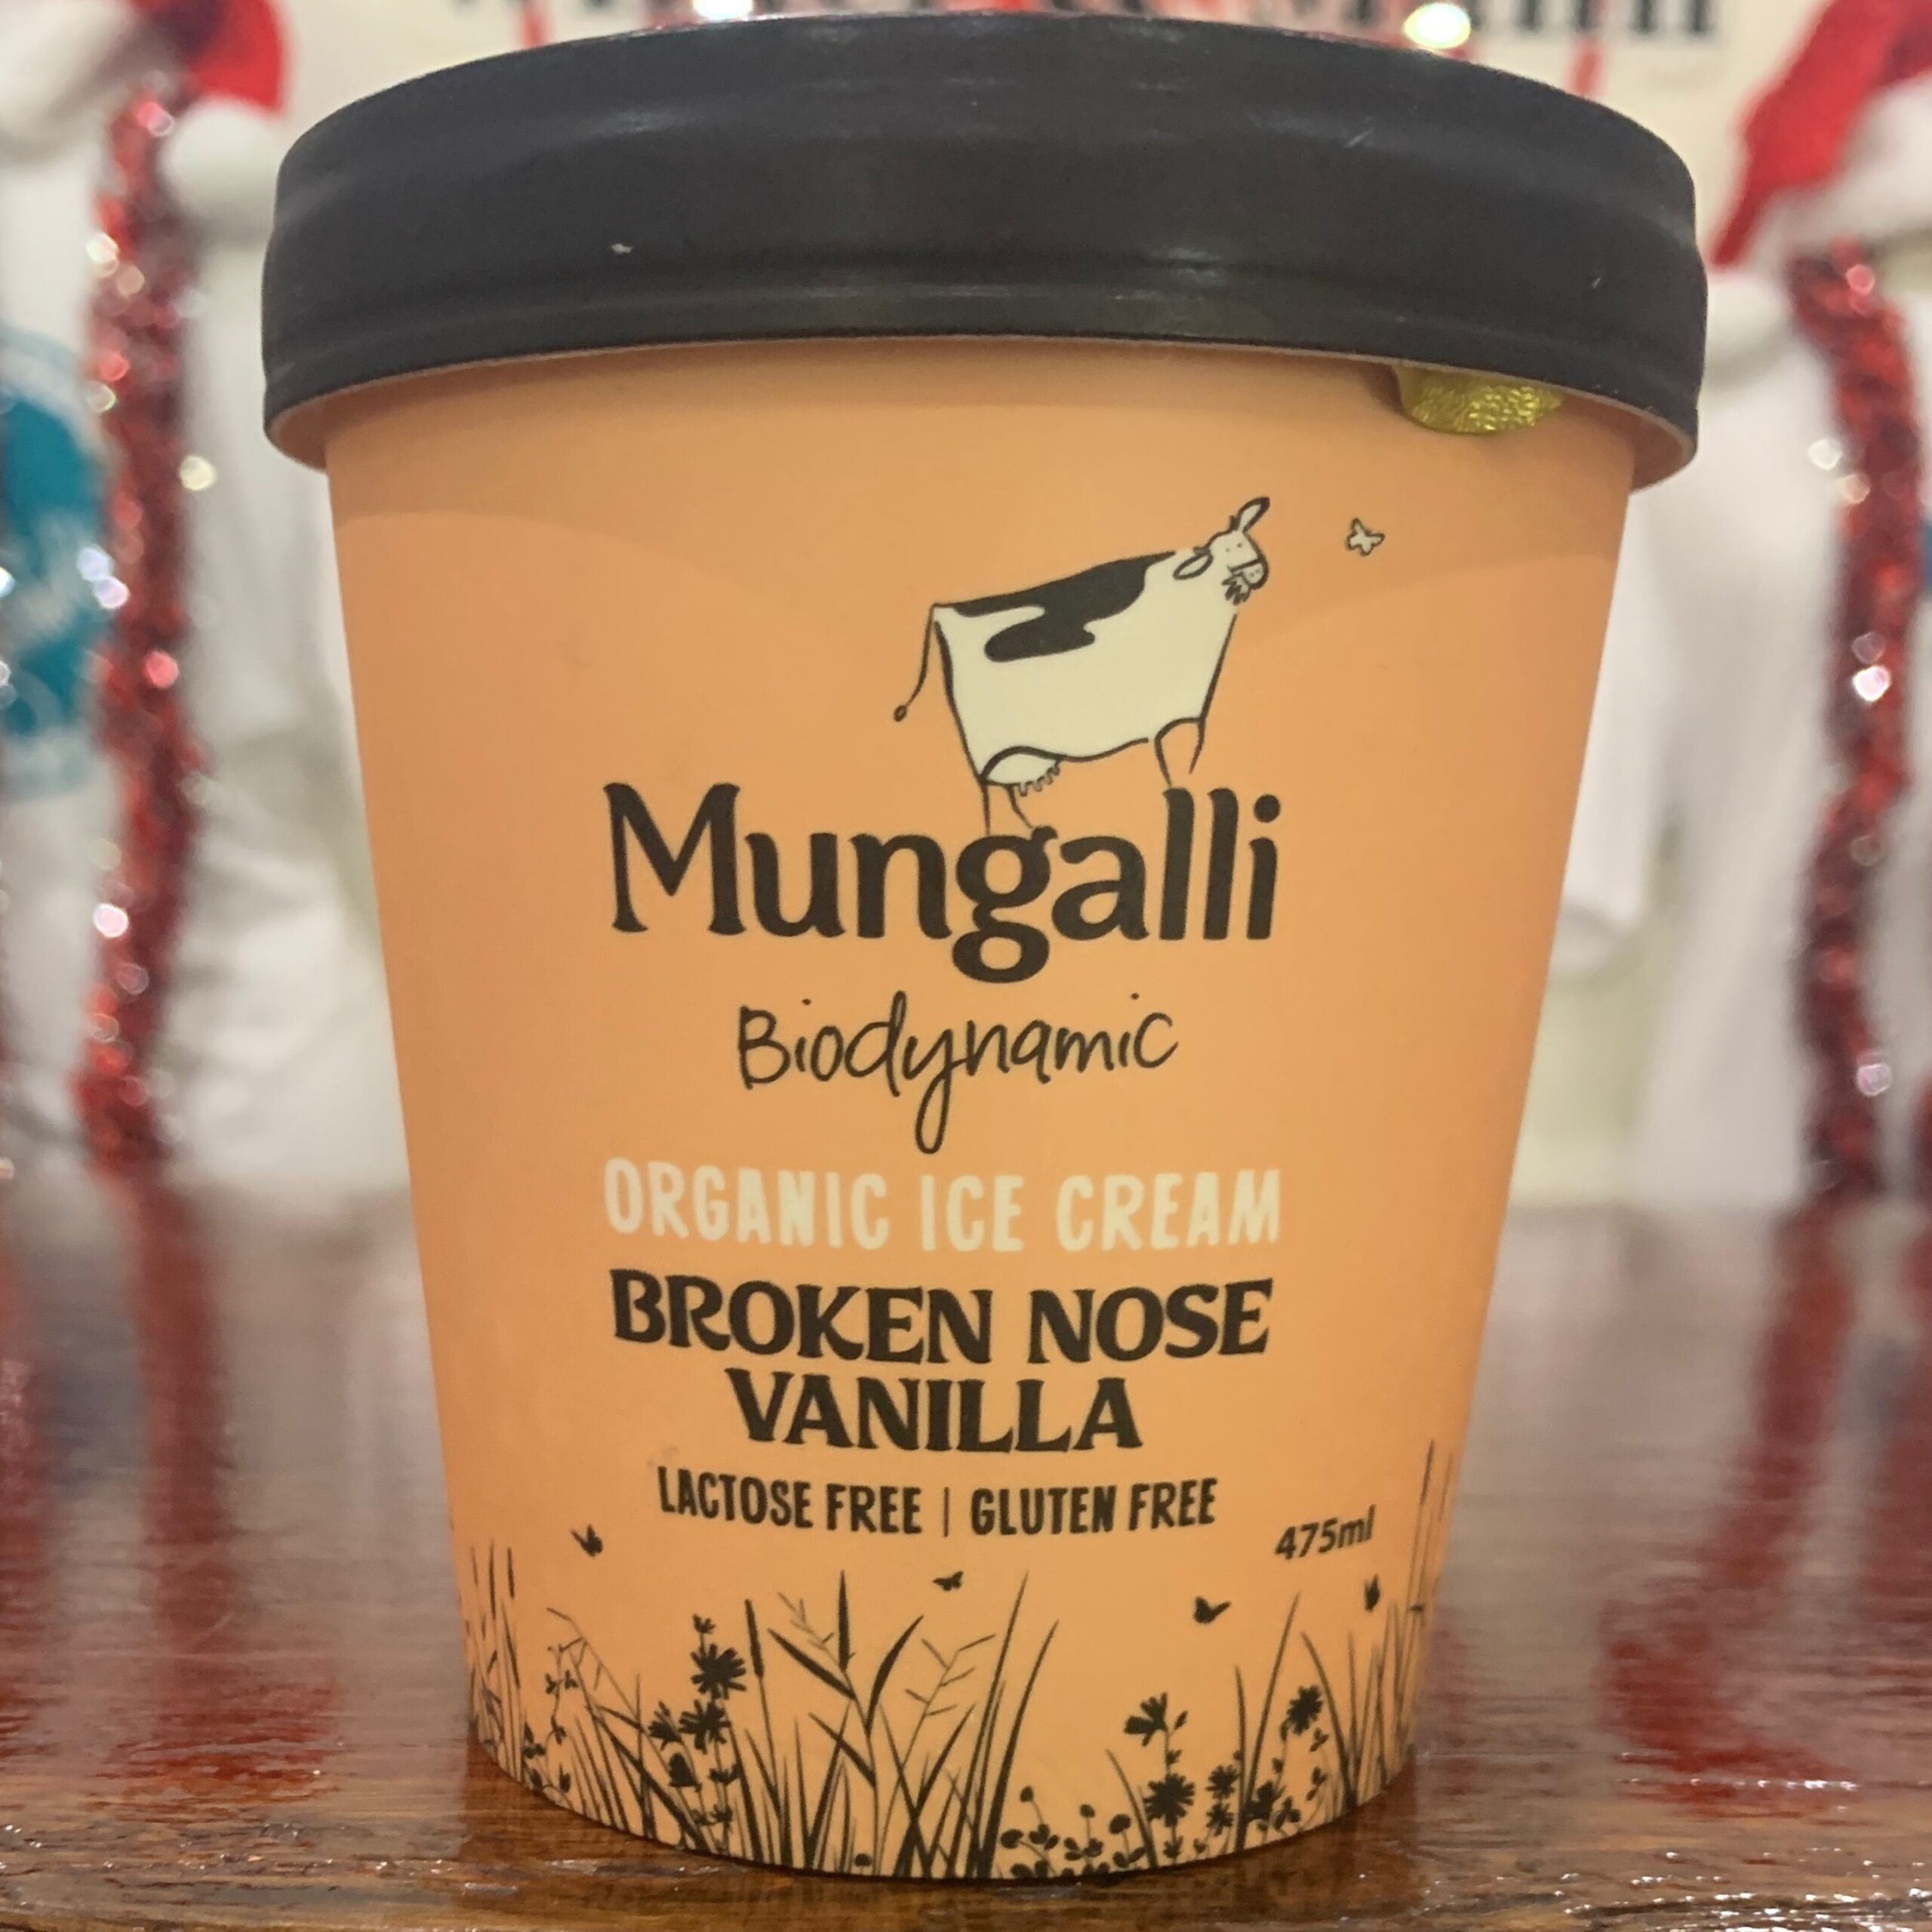 Mungalli
Biodynamic
ORGANIC ICE CREAM
BROKEN NOSE
VANILLA
LACTOSE FREE | GLUTEN FREE
475ml